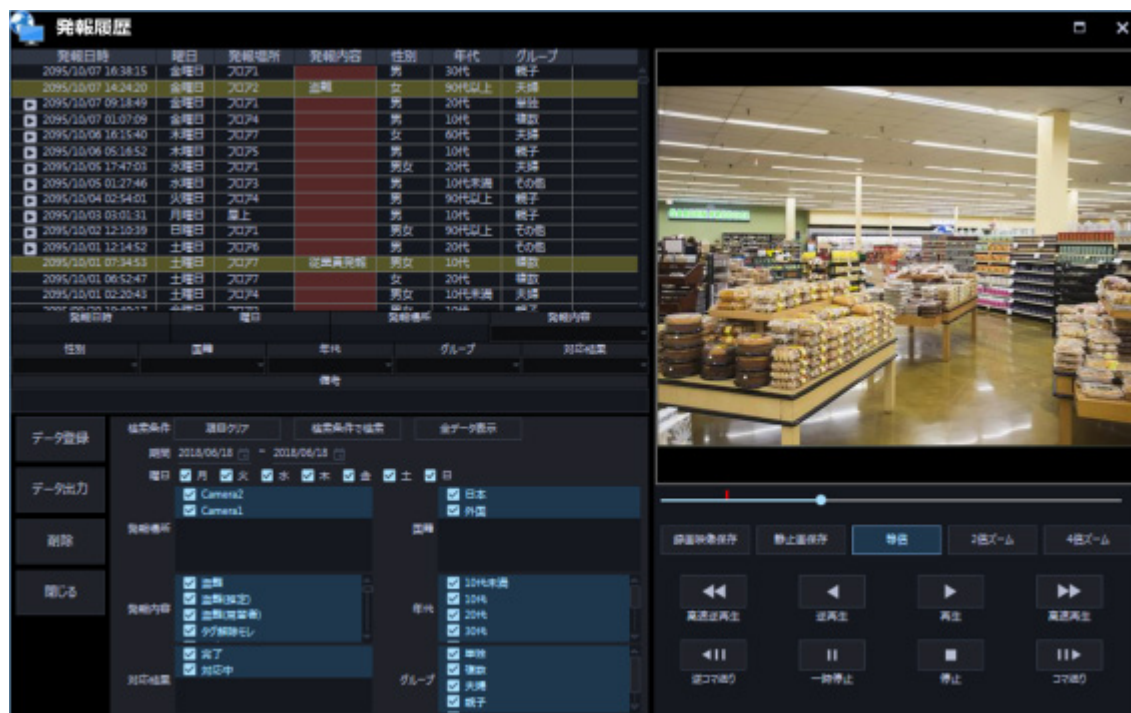 発報履歴
発報日時 曜日 発報場所 発報内容 性別 年代 グループ
2095/10/07 16:38:15 金曜日 フロア1 男 30代 親子
2095/10/07 14:24:20 金曜日 フロア2 盗難 女 90代以上 夫婦
2095/10/07 09:18:49 金曜日 フロア1 男 20代 単独
2095/10/07 01:07:09 金曜日 フロア4 男 10代 複数
2095/10/06 16:15:40 木曜日 フロア7 女 60代 夫婦
2095/10/06 05:16:52 木曜日 フロア5 男 10代 親子
2095/10/05 17:47:03 水曜日 フロア1 男女 20代 夫婦
2095/10/05 01:27:46 水曜日 フロア3 男 10代未満 その他
2095/10/04 02:54:01 火曜日 フロア4 男 90代以上 親子
2095/10/03 03:01:31 月曜日 屋上 男 10代 親子
2095/10/02 12:10:39 日曜日 フロア1 男女 90代以上 その他
2095/10/01 12:14:52 土曜日 フロア6 男 20代 その他
2095/10/01 07:34:53 土曜日 フロア7 従業員発報 男女 10代 複数
2095/10/01 06:52:47 土曜日 フロア7 女 20代 複数
2095/10/01 02:20:43 土曜日 フロア4 男女 10代未満 夫婦
発報日時 曜日 発報場所 発報内容
性別 国籍 年代 グループ 対応結果
備考
データ登録
データ出力
削除
閉じる
検索条件 項目クリア 検索条件で検索 全データ表示
期間 2018/06/18 ~ 2018/06/18
曜日 月 火 水 木 金 土 日
発報場所
Camera2
Camera1
国籍
日本
外国
発報内容
盗難
盗難(推定)
盗難(常習者)
タグ解除モレ
年代
10代未満
10代
20代
30代
対応結果
完了
対応中
グループ
単独
複数
夫婦
親子
録画映像保存 静止画保存 等倍 2倍ズーム 4倍ズーム
高速逆再生 逆再生 再生 高速再生
逆コマ送り 一時停止 停止 コマ送り